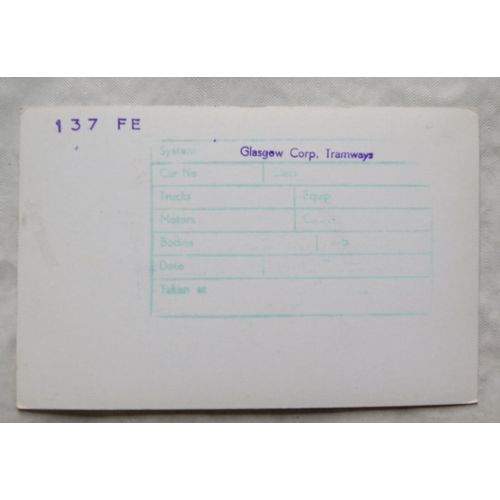 137 FE
System Glasgow Corp. Tramways
Car No. Class
Trucks Equip.
Motors
Bodies
Date
Taken at